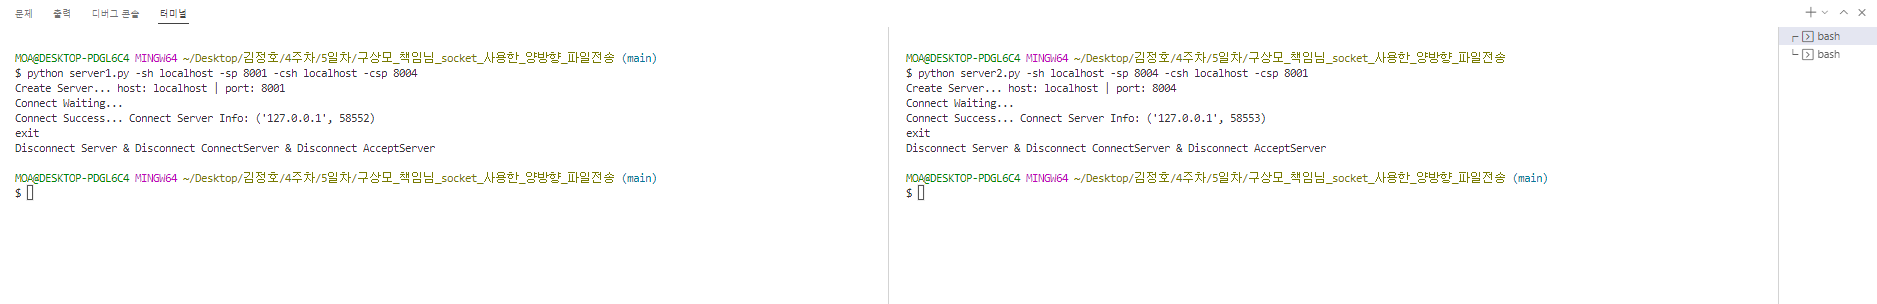 문제 출력 디버그 콘솔 터미널
MOA@DESKTOP-PDGL6C4 MINGW64 ~/Desktop/김정호/4주차/5일차/구상모_책임님_socket_사용한_양방향_파일전송 (main)
$ python server1.py -sh localhost -sp 8001 -csh localhost -csp 8004
Create Server... host: localhost | port: 8001
Connect Waiting...
Connect Success... Connect Server Info: ('127.0.0.1', 58552)
exit
Disconnect Server & Disconnect ConnectServer & Disconnect AcceptServer
MOA@DESKTOP-PDGL6C4 MINGW64 ~/Desktop/김정호/4주차/5일차/구상모_책임님_socket_사용한_양방향_파일전송 (main)
$
MOA@DESKTOP-PDGL6C4 MINGW64 ~/Desktop/김정호/4주차/5일차/구상모_책임님_socket_사용한_양방향_파일전송
$ python server2.py -sh localhost -sp 8004 -csh localhost -csp 8001
Create Server... host: localhost | port: 8004
Connect Waiting...
Connect Success... Connect Server Info: ('127.0.0.1', 58553)
exit
Disconnect Server & Disconnect ConnectServer & Disconnect AcceptServer
MOA@DESKTOP-PDGL6C4 MINGW64 ~/Desktop/김정호/4주차/5일차/구상모_책임님_socket_사용한_양방향_파일전송 (main)
$
bash
bash